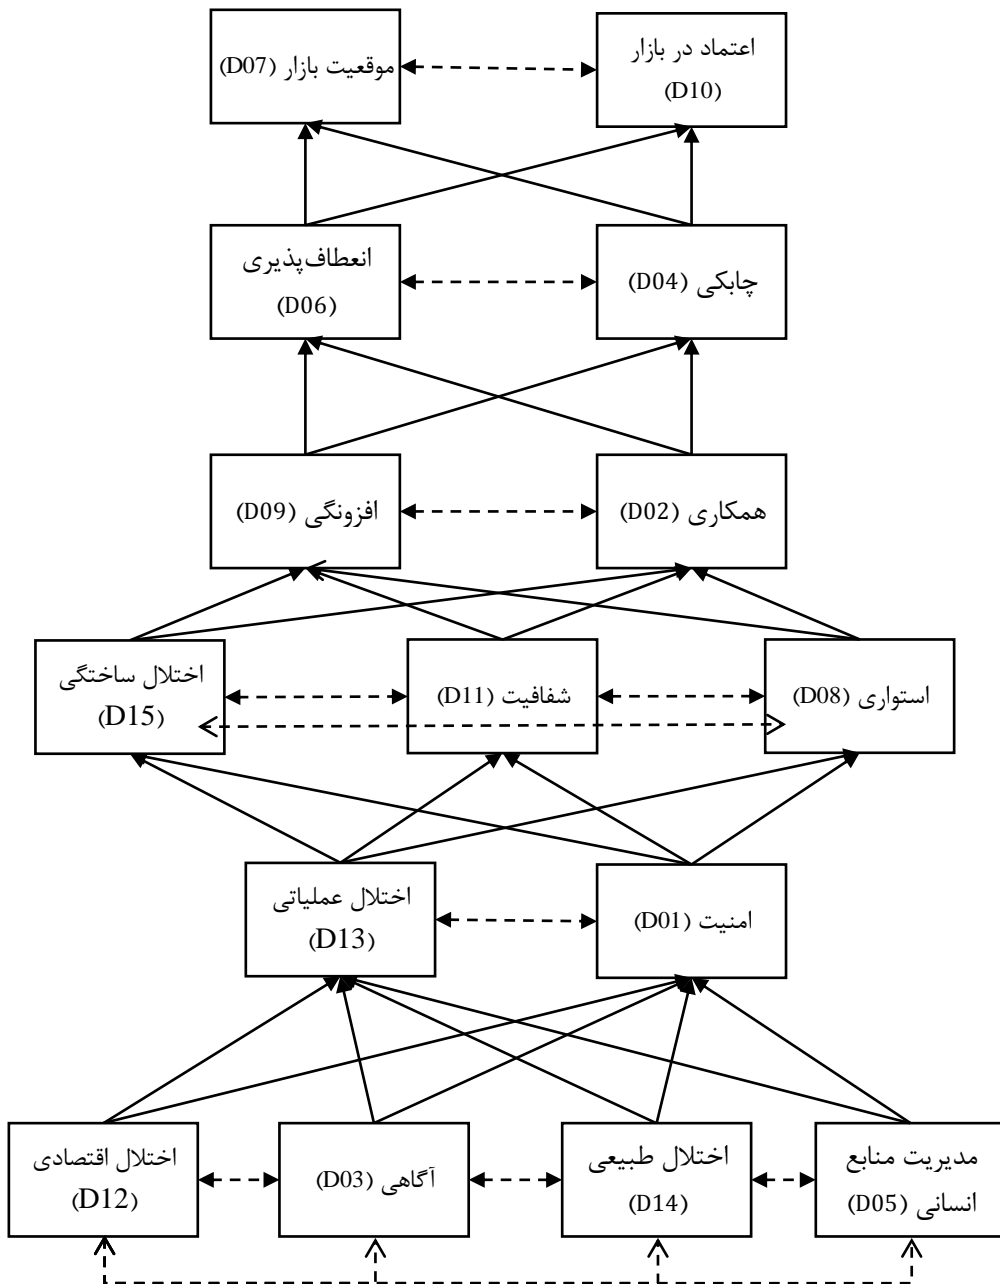 اعتماد در بازار
(D10)
موقعیت بازار (D07)
چابکی (D04)
انعطاف‌پذیری
(D06)
همکاری (D02)
افزونگی (D09)
استواری (D08)
شفافیت (D11)
اختلال ساختگی
(D15)
امنیت (D01)
اختلال عملیاتی
(D13)
مدیریت منابع
انسانی (D05)
اختلال طبیعی
(D14)
آگاهی (D03)
اختلال اقتصادی
(D12)